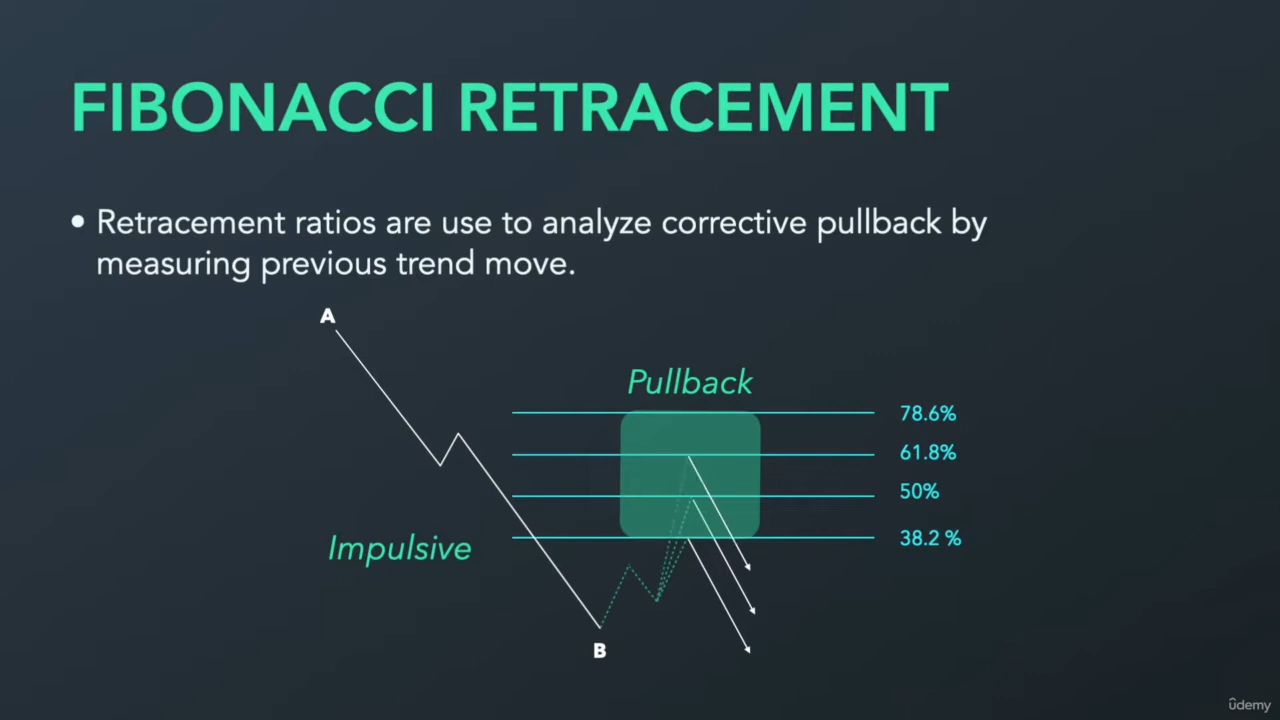 FIBONACCI RETRACEMENT
• Retracement ratios are use to analyze corrective pullback by
measuring previous trend move.
A
Pullback
78.6%
61.8%
50%
38.2 %
Impulsive
B
ûdemy